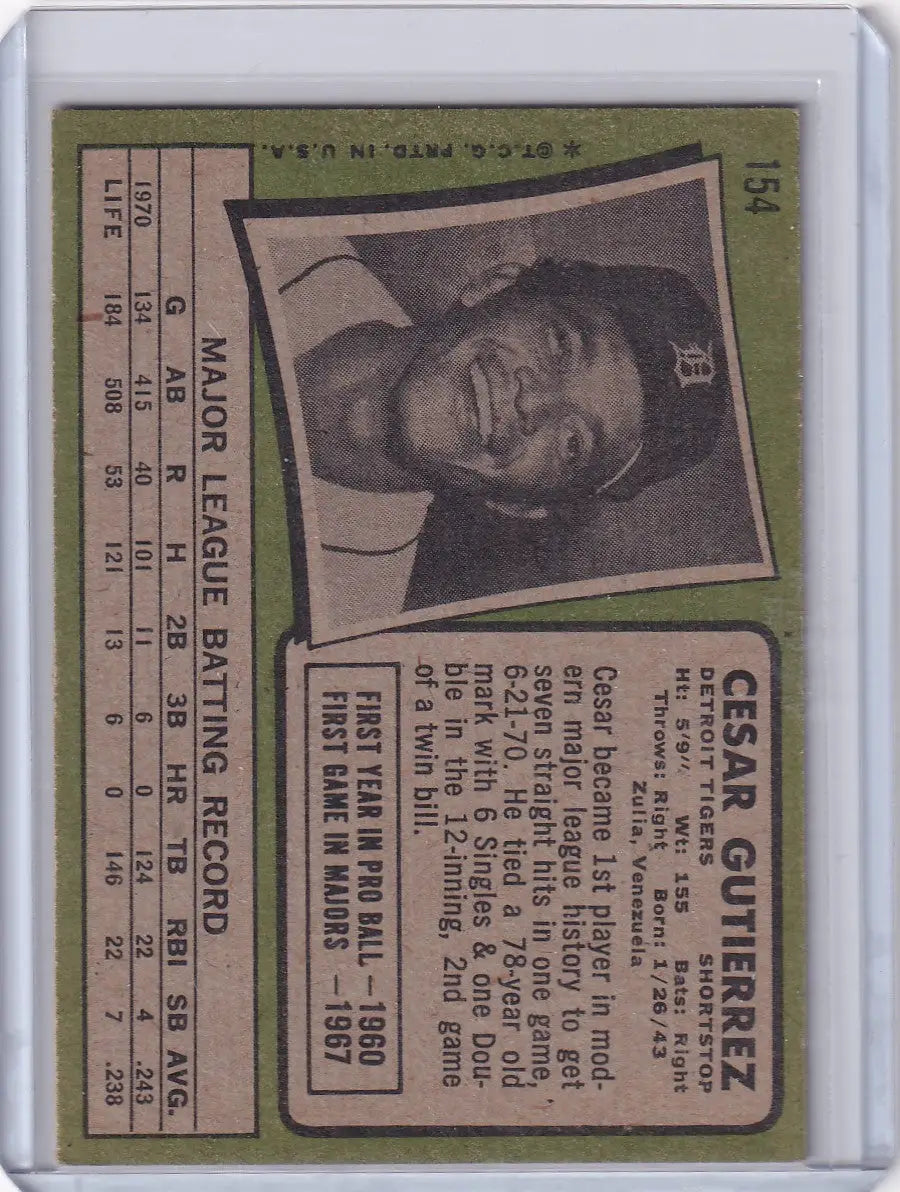 154
✶ ©T.C.G. PRTD. IN U.S.A.
D
CESAR GUTIERREZ
DETROIT TIGERS SHORTSTOP
Ht: 5'9" Wt: 155 Bats: Right
Throws: Right Born: 1/26/43
Zulia, Venezuela
Cesar became 1st player in mod-
ern major league history to get
seven straight hits in one game,
6-21-70. He tied a 78-year old
mark with 6 Singles & one Dou-
ble in the 12-inning, 2nd game
of a twin bill.
FIRST YEAR IN PRO BALL—1960
FIRST GAME IN MAJORS —1967
MAJOR LEAGUE BATTING RECORD
G AB R H 2B 3B HR TB RBI SB AVG.
1970 134 415 40 101 11 6 0 124 22 4 .243
LIFE 184 508 53 121 13 6 0 146 22 7 .238